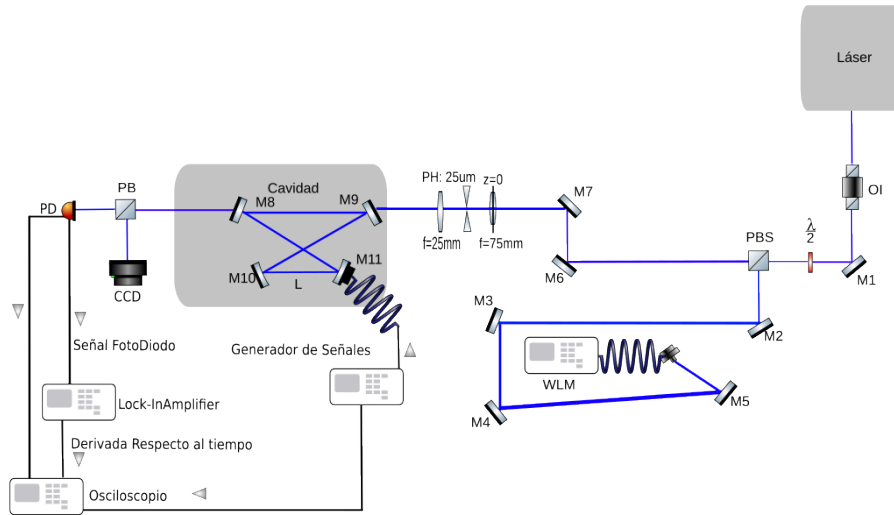 Láser
OI
M1
λ
2
PBS
M2
M3
M4
M5
WLM
M6
M7
z=0
f=75mm
PH: 25um
f=25mm
Cavidad
M8
M9
M10
M11
L
PB
PD
CCD
Señal FotoDiodo
Generador de Señales
Lock-InAmplifier
Derivada Respecto al tiempo
Osciloscopio